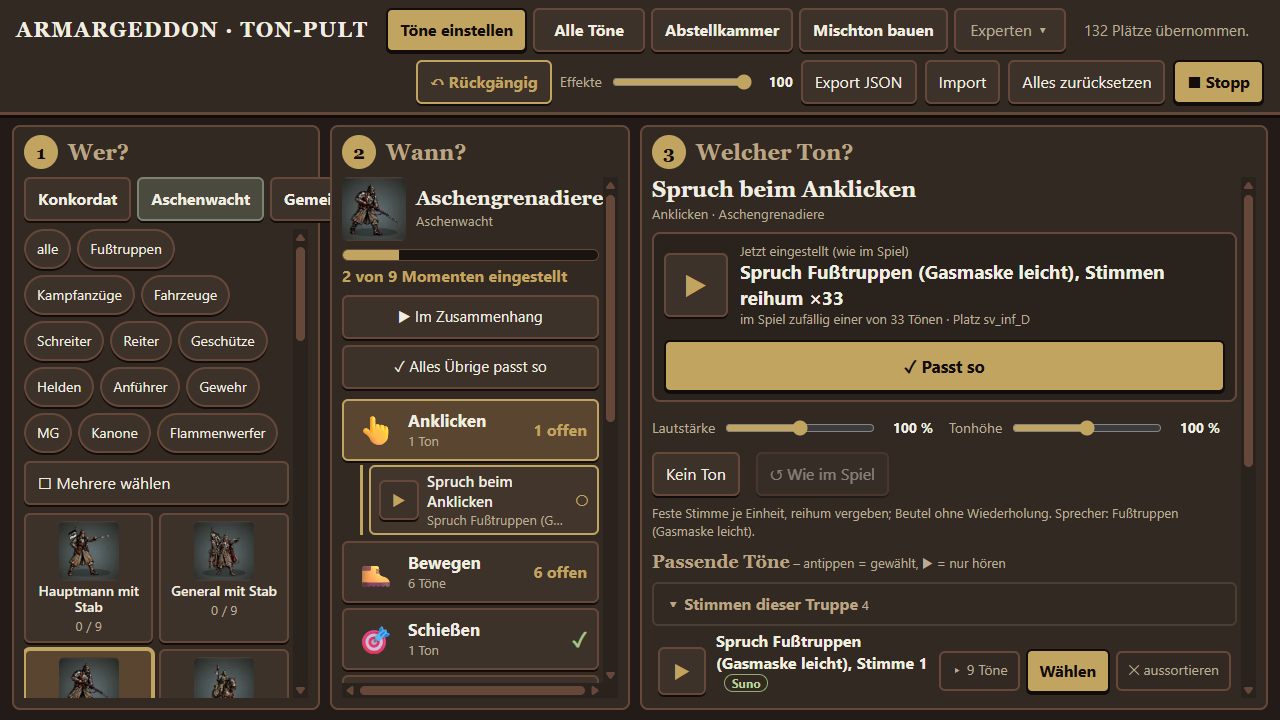 ARMARGEDDON · TON-PULT
Töne einstellen
Alle Töne
Abstellkammer
Mischton bauen
Experten ▾
132 Plätze übernommen.
↶ Rückgängig
Effekte
100
Export JSON
Import
Alles zurücksetzen
■ Stopp
1 Wer?
Konkordat
Aschenwacht
Gemei
alle
Fußtruppen
Kampfanzüge
Fahrzeuge
Schreiter
Reiter
Geschütze
Helden
Anführer
Gewehr
MG
Kanone
Flammenwerfer
☐ Mehrere wählen
Hauptmann mit
Stab
0 / 9
General mit Stab
0 / 9
2 Wann?
Aschengrenadiere
Aschenwacht
2 von 9 Momenten eingestellt
▶ Im Zusammenhang
✓ Alles Übrige passt so
Anklicken
1 Ton
1 offen
Spruch beim
Anklicken
Spruch Fußtruppen (G...
Bewegen
6 Töne
6 offen
Schießen
1 Ton
✓
3 Welcher Ton?
Spruch beim Anklicken
Anklicken · Aschengrenadiere
Jetzt eingestellt (wie im Spiel)
Spruch Fußtruppen (Gasmaske leicht), Stimmen
reihum ×33
im Spiel zufällig einer von 33 Tönen · Platz sv_inf_D
✓ Passt so
Lautstärke
100 %
Tonhöhe
100 %
Kein Ton
↺ Wie im Spiel
Feste Stimme je Einheit, reihum vergeben; Beutel ohne Wiederholung. Sprecher: Fußtruppen
(Gasmaske leicht).
Passende Töne – antippen = gewählt, ▶ = nur hören
▾ Stimmen dieser Truppe 4
Spruch Fußtruppen
(Gasmaske leicht), Stimme 1
Suno
‣ 9 Töne
Wählen
✕ aussortieren